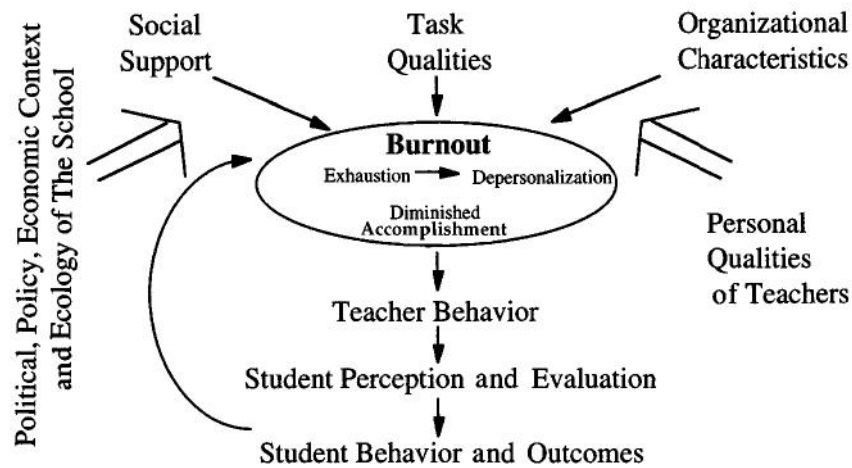 Political, Policy, Economic Context
and Ecology of The School
Social
Support
Task
Qualities
Organizational
Characteristics
Burnout
Exhaustion
Depersonalization
Diminished
Accomplishment
Personal
Qualities
of Teachers
Teacher Behavior
Student Perception and Evaluation
Student Behavior and Outcomes